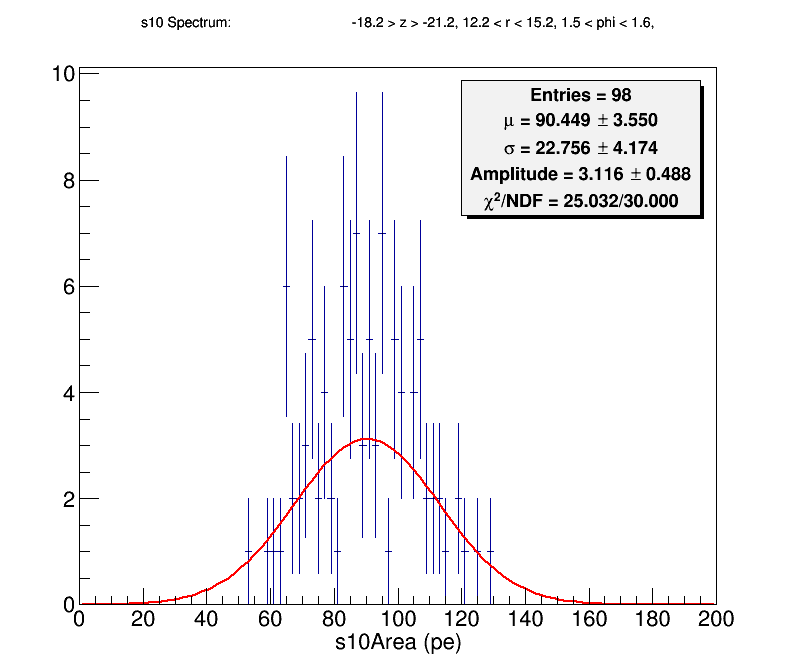 s10 Spectrum: -18.2 > z > -21.2, 12.2 < r < 15.2, 1.5 < phi < 1.6,
Entries = 98
μ = 90.449 ± 3.550
σ = 22.756 ± 4.174
Amplitude = 3.116 ± 0.488
χ²/NDF = 25.032/30.000
10
8
6
4
2
0
0 20 40 60 80 100 120 140 160 180 200
s10Area (pe)